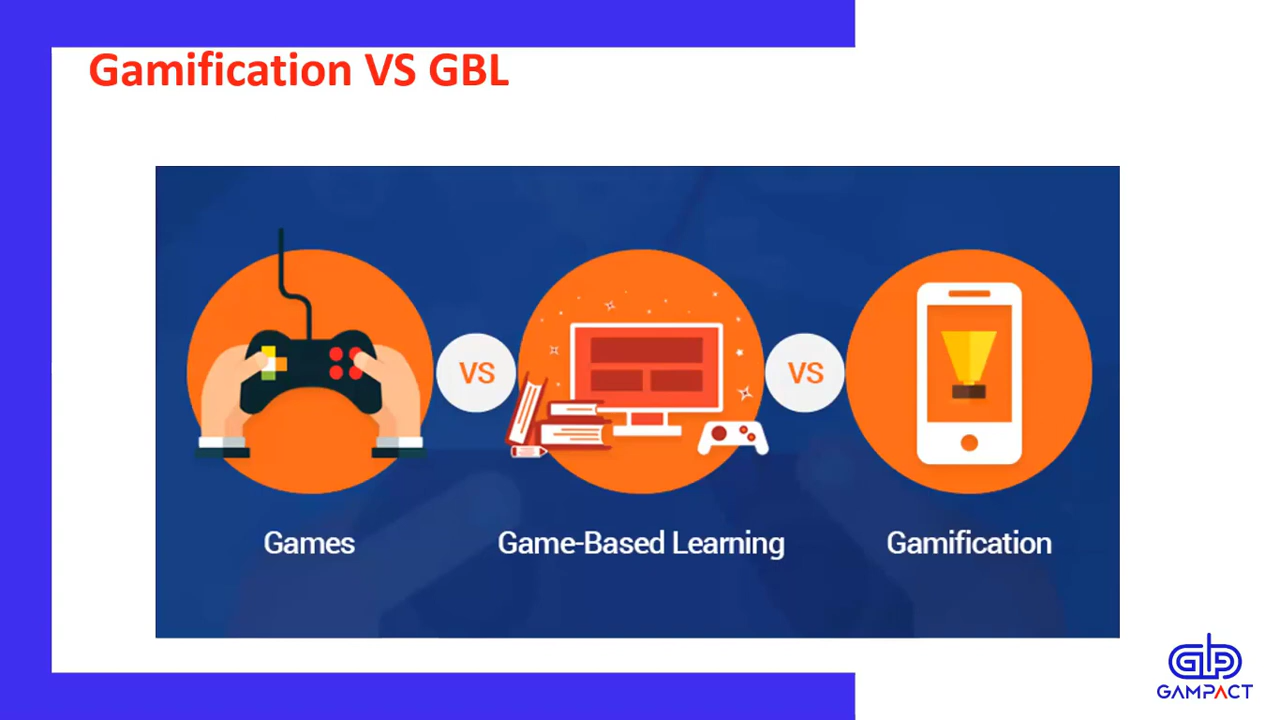 Gamification VS GBL
VS
VS
Games
Game-Based Learning
Gamification
GAMPACT